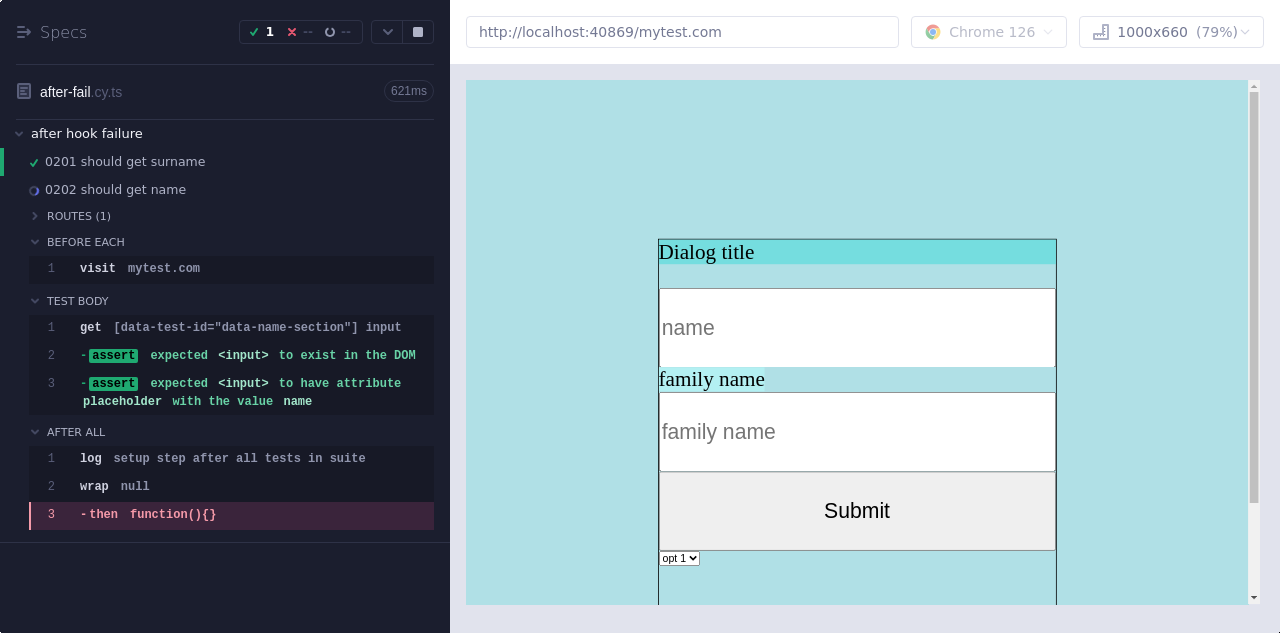 Specs
1
--
--
after-fail.cy.ts
621ms
after hook failure
0201 should get surname
0202 should get name
ROUTES (1)
BEFORE EACH
1 visit mytest.com
TEST BODY
1 get [data-test-id="data-name-section"] input
2 -assert expected <input> to exist in the DOM
3 -assert expected <input> to have attribute
placeholder with the value name
AFTER ALL
1 log setup step after all tests in suite
2 wrap null
3 -then function(){}
http://localhost:40869/mytest.com
Chrome 126
1000x660 (79%)
Dialog title
name
family name
family name
Submit
opt 1